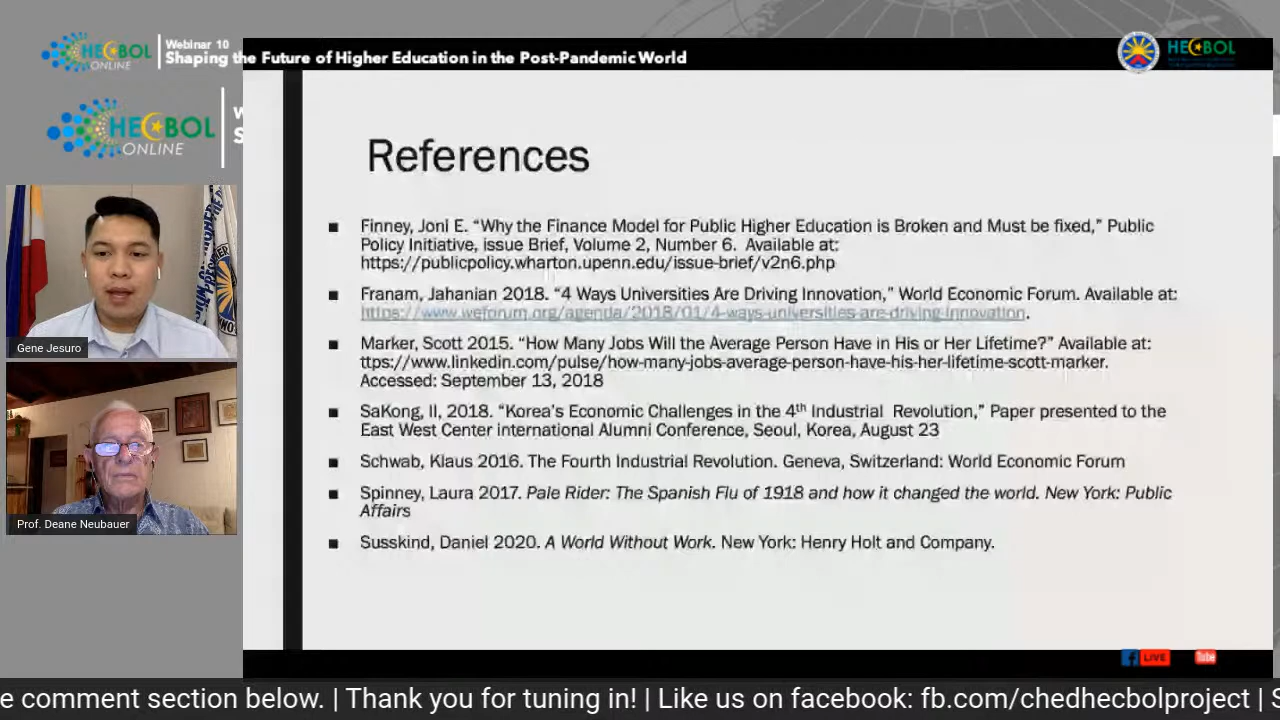 HECBOL
ONLINE
Webinar 10
Shaping the Future of Higher Education in the Post-Pandemic World
HECBOL
HECBOL
ONLINE
W
S
Gene Jesuro
Prof. Deane Neubauer
References
■ Finney, Joni E. “Why the Finance Model for Public Higher Education is Broken and Must be fixed,” Public
Policy Initiative, issue Brief, Volume 2, Number 6. Available at:
https://publicpolicy.wharton.upenn.edu/issue-brief/v2n6.php
■ Franam, Jahanian 2018. “4 Ways Universities Are Driving Innovation,” World Economic Forum. Available at:
https://www.weforum.org/agenda/2018/01/4-ways-universities-are-driving-innovation.
■ Marker, Scott 2015. “How Many Jobs Will the Average Person Have in His or Her Lifetime?” Available at:
ttps://www.linkedin.com/pulse/how-many-jobs-average-person-have-his-her-lifetime-scott-marker.
Accessed: September 13, 2018
■ SaKong, Il, 2018. “Korea’s Economic Challenges in the 4th Industrial Revolution,” Paper presented to the
East West Center international Alumni Conference, Seoul, Korea, August 23
■ Schwab, Klaus 2016. The Fourth Industrial Revolution. Geneva, Switzerland: World Economic Forum
■ Spinney, Laura 2017. Pale Rider: The Spanish Flu of 1918 and how it changed the world. New York: Public
Affairs
■ Susskind, Daniel 2020. A World Without Work. New York: Henry Holt and Company.
LIVE
Tube
e comment section below. | Thank you for tuning in! | Like us on facebook: fb.com/chedhecbolproject | S